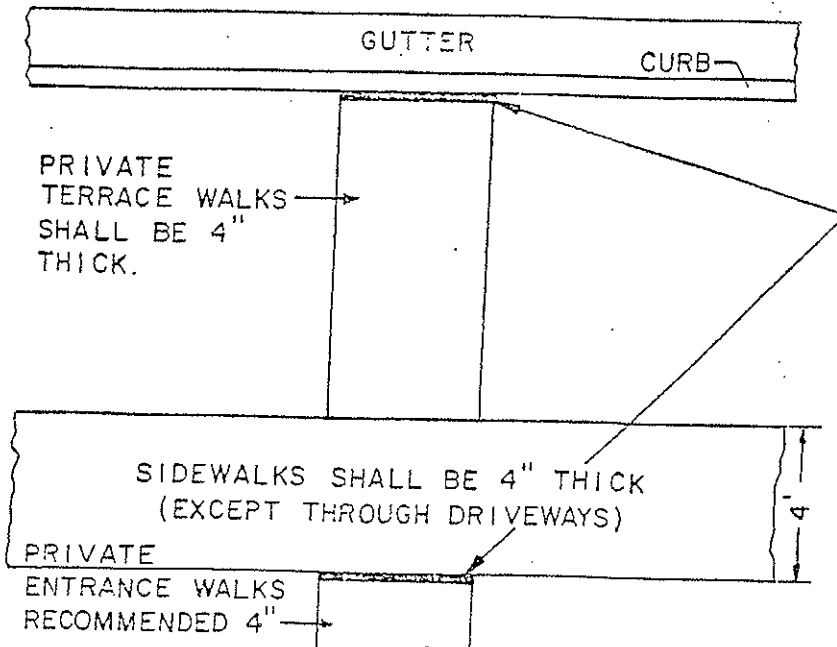 GUTTER
CURB
PRIVATE
TERRACE WALKS
SHALL BE 4"
THICK.
SIDEWALKS SHALL BE 4" THICK
(EXCEPT THROUGH DRIVEWAYS)
4'
PRIVATE
ENTRANCE WALKS
RECOMMENDED 4"